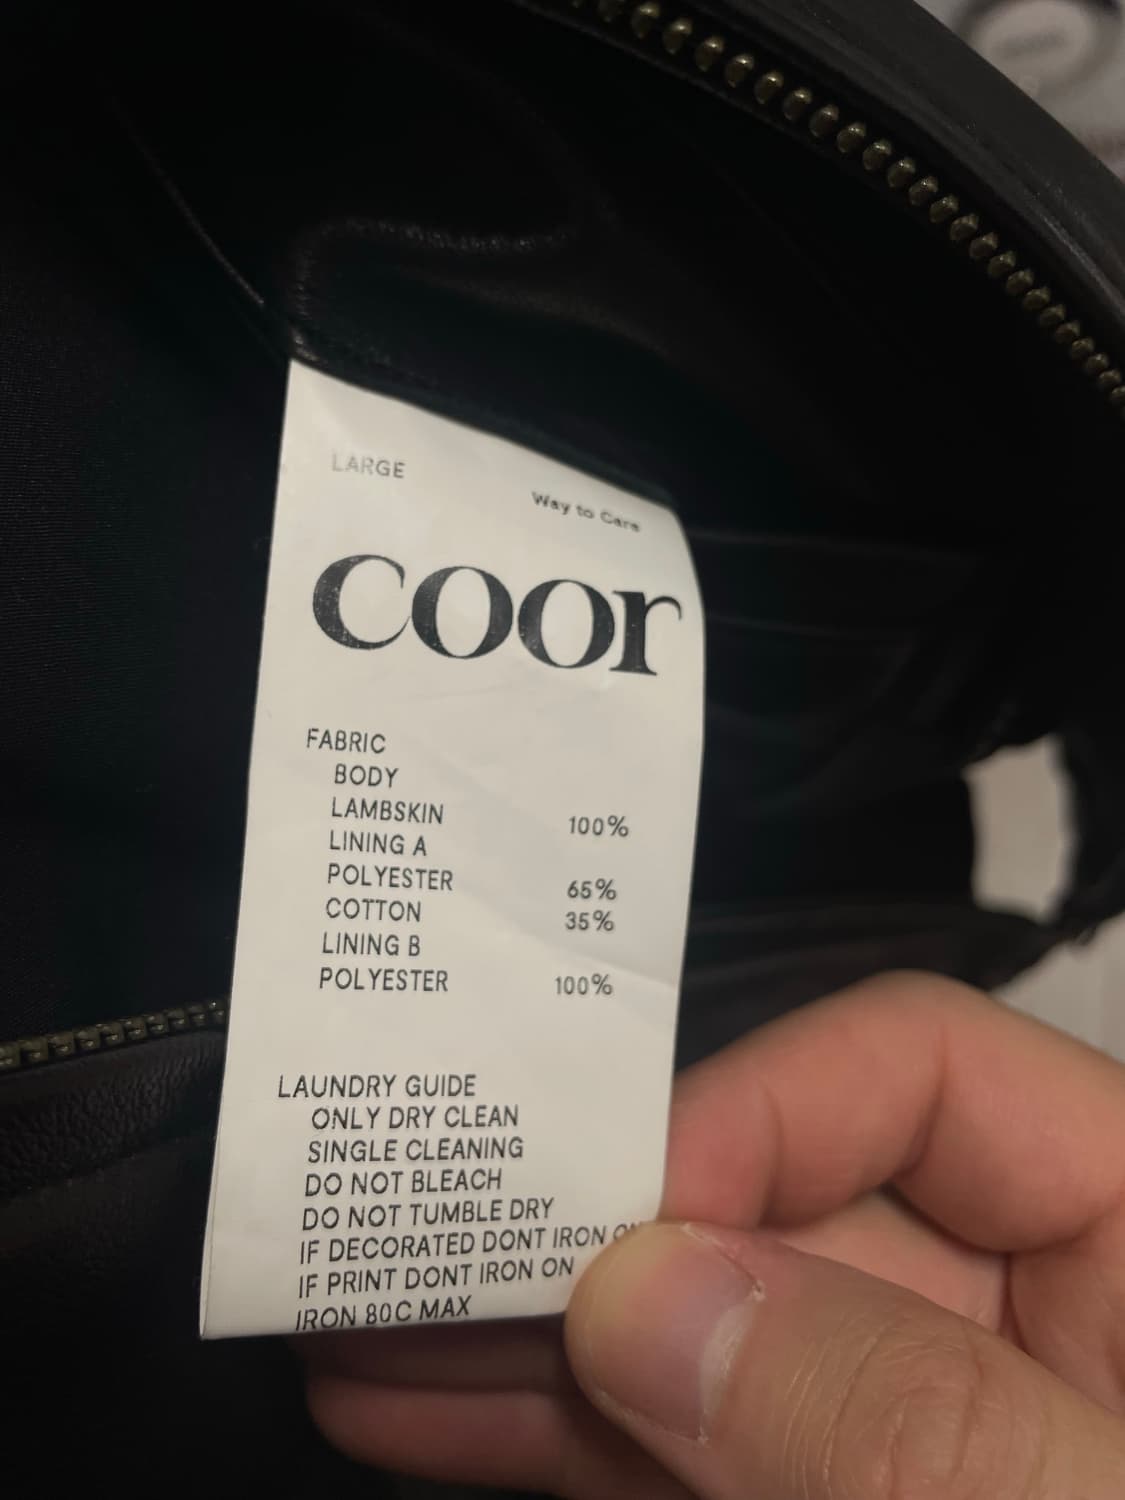 LARGE
Way to Care
coor
FABRIC
BODY
LAMBSKIN 100%
LINING A
POLYESTER 65%
COTTON 35%
LINING B
POLYESTER 100%
LAUNDRY GUIDE
ONLY DRY CLEAN
SINGLE CLEANING
DO NOT BLEACH
DO NOT TUMBLE DRY
IF DECORATED DONT IRON ON
IF PRINT DONT IRON ON
IRON 80C MAX